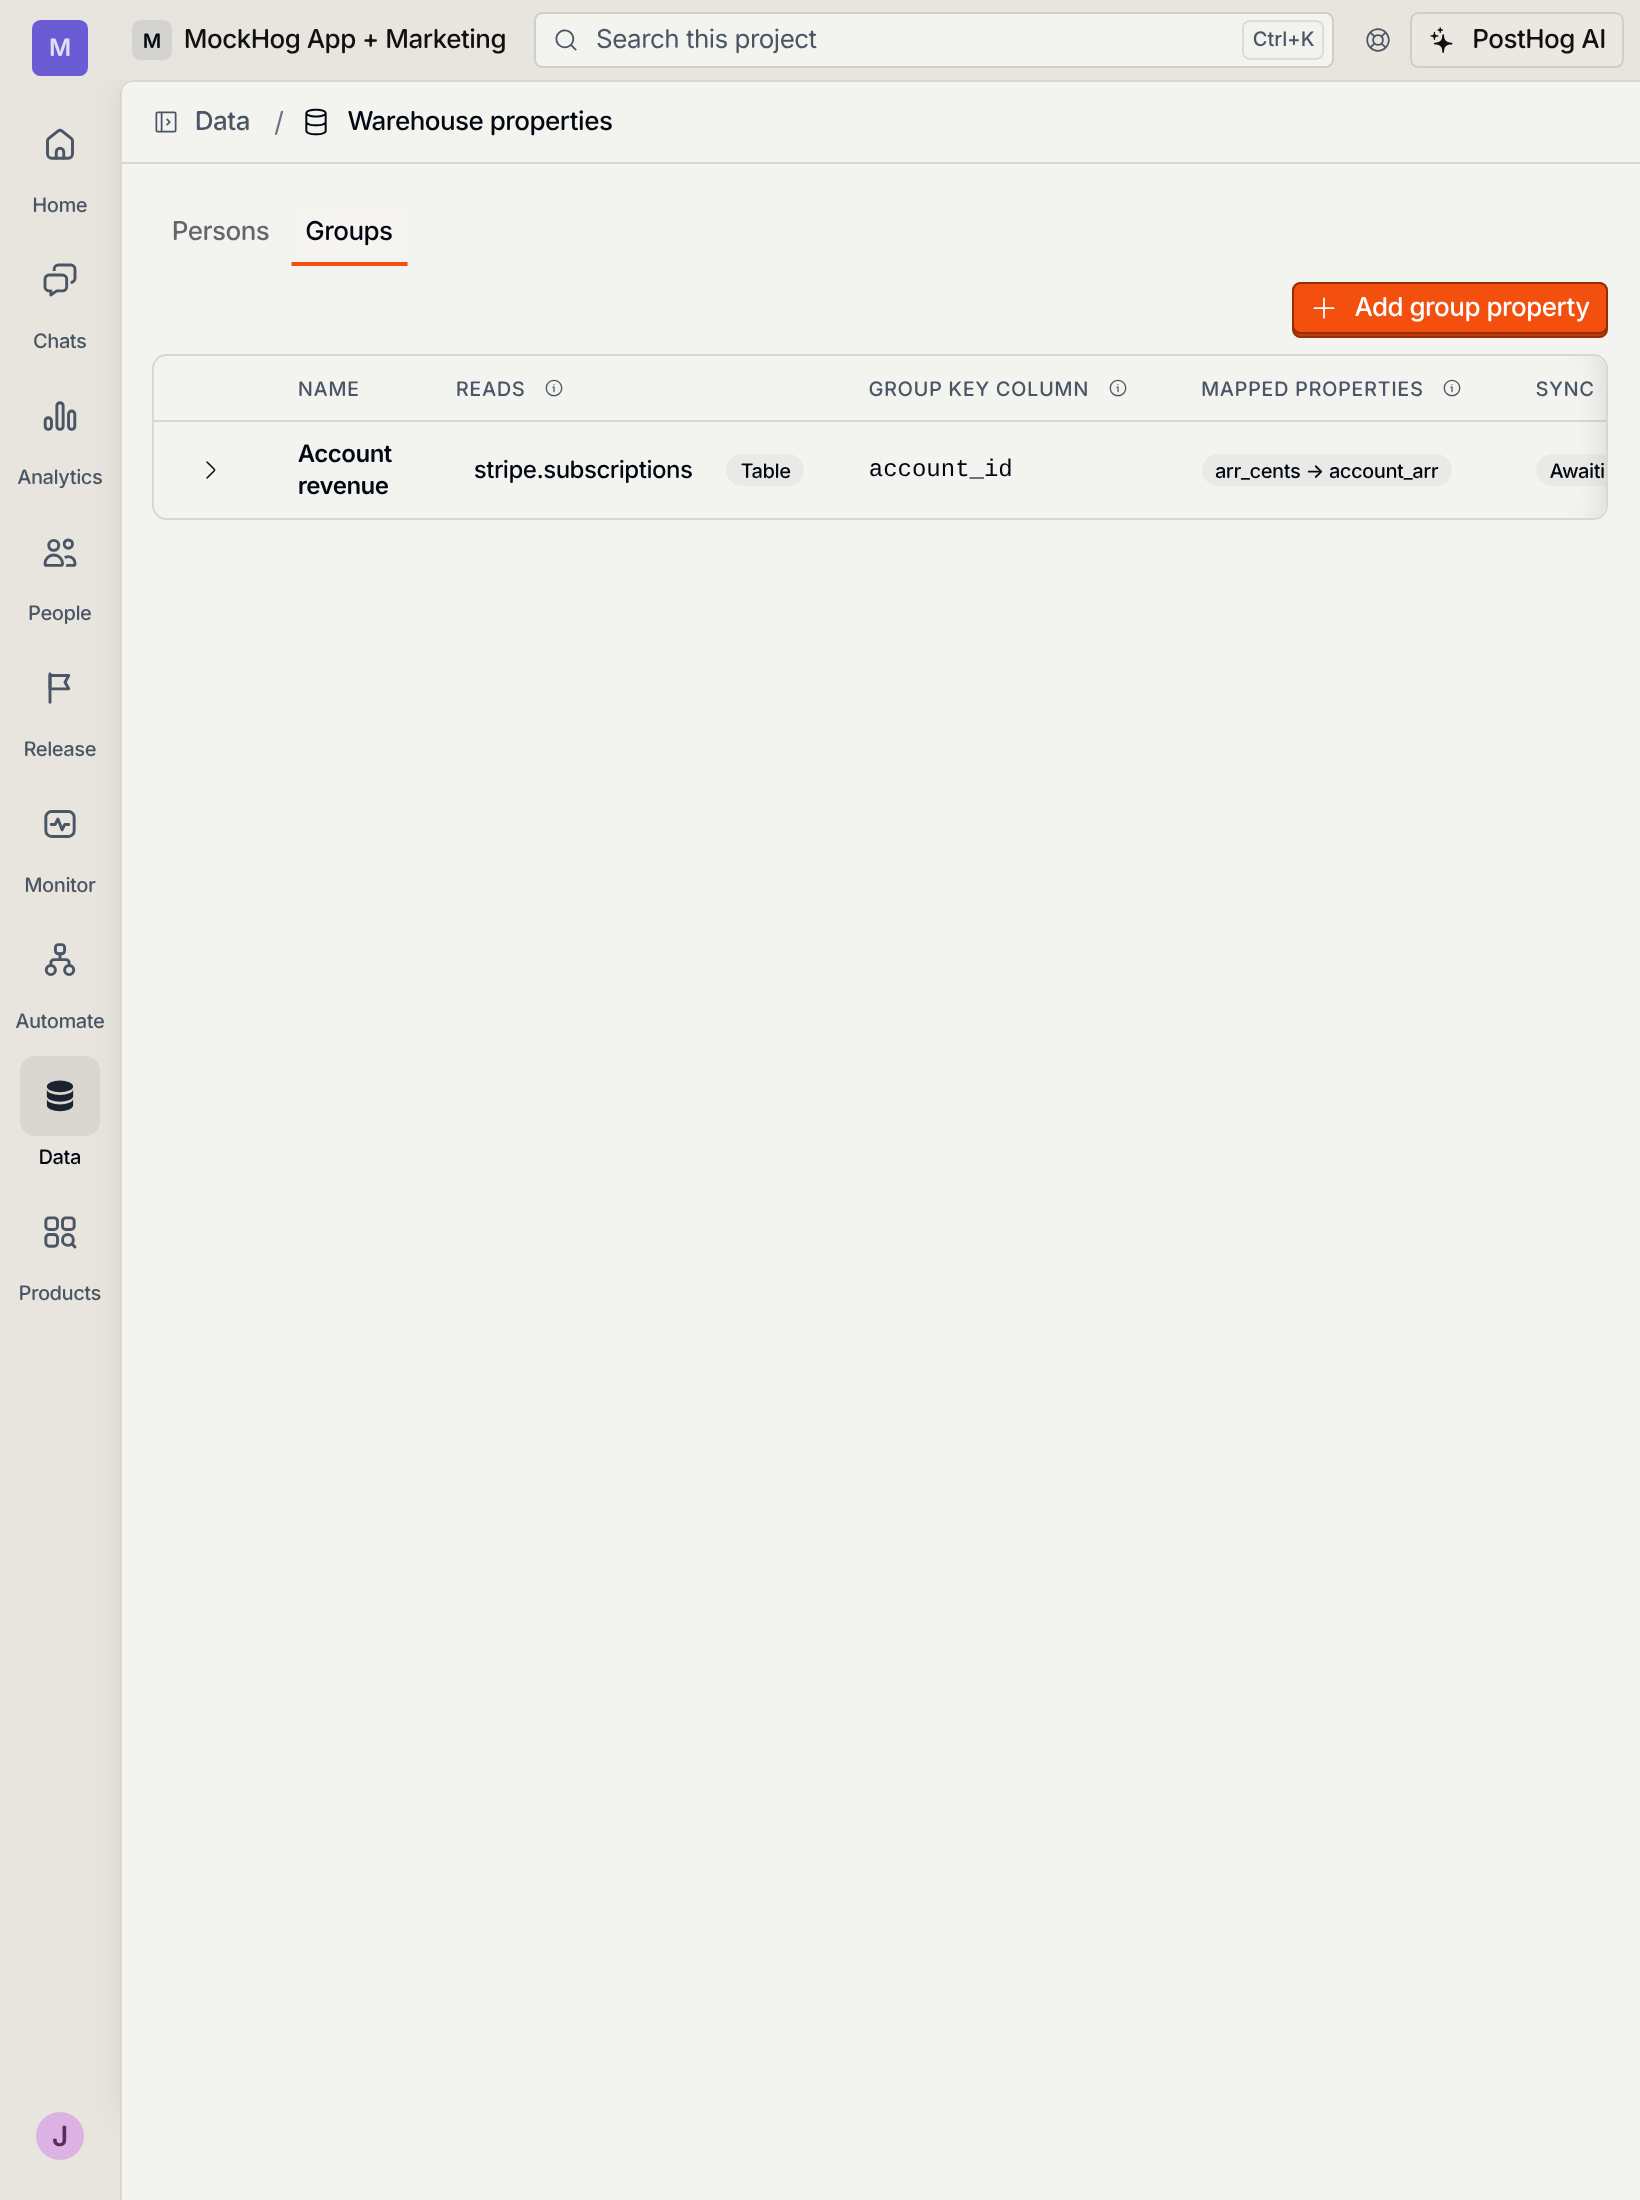 M
M MockHog App + Marketing
Search this project
Ctrl+K
PostHog AI
Home
Chats
Analytics
People
Release
Monitor
Automate
Data
Products
J
Data / Warehouse properties
Persons
Groups
Add group property
NAME
READS
GROUP KEY COLUMN
MAPPED PROPERTIES
SYNC
Account
revenue
stripe.subscriptions
Table
account_id
arr_cents → account_arr
Awaiti